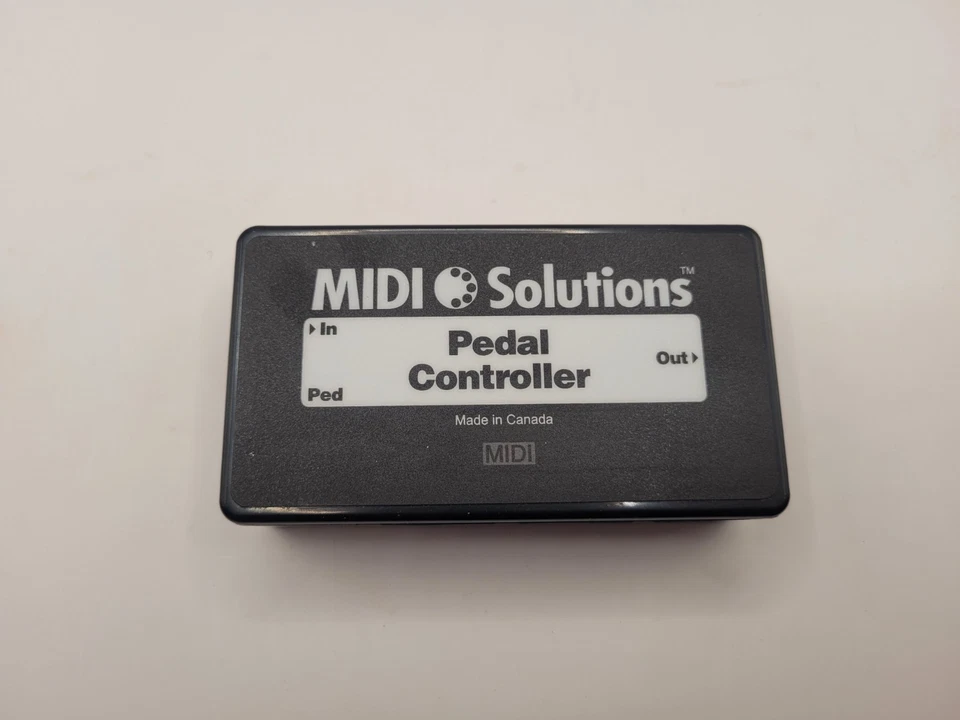 MIDI Solutions™
In
Pedal
Controller
Out
Ped
Made in Canada
MIDI